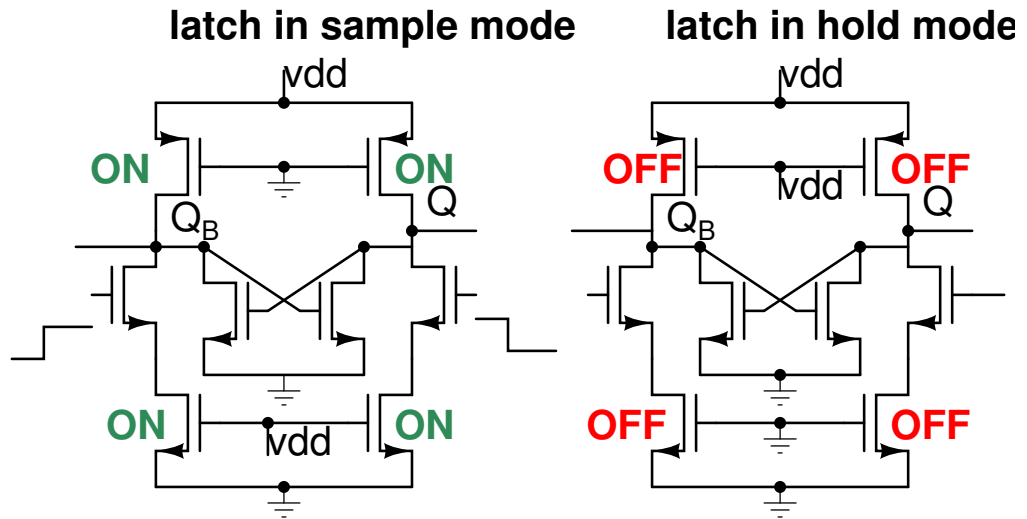 latch in sample mode
latch in hold mode
vdd
vdd
ON
ON
OFF
OFF
vdd
Q
Q
QB
QB
ON
ON
OFF
OFF
vdd